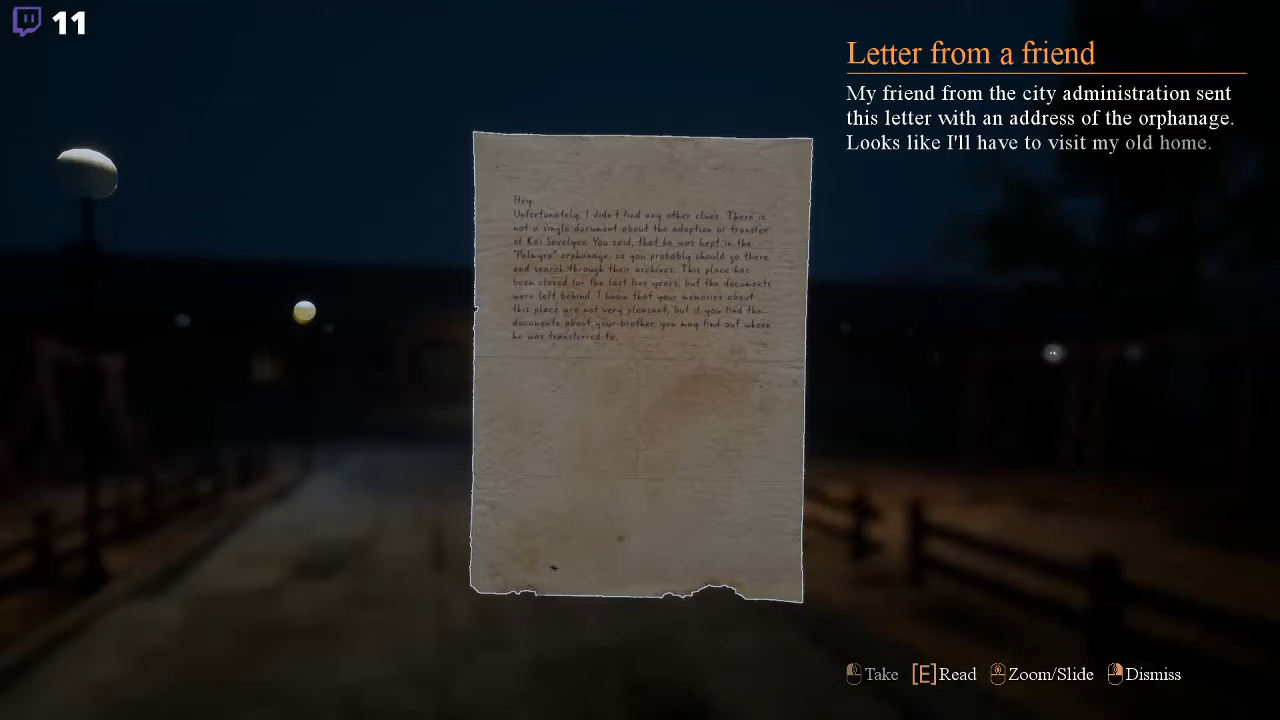 11
Letter from a friend
My friend from the city administration sent
this letter with an address of the orphanage.
Looks like I'll have to visit my old home.
Hey.
Unfortunately, I didn't find any other clues. There is
not a single document about the adoption or transfer
of Kai Savelyev. You said, that he was kept in the
"Palmyra" orphanage, so you probably should go there
and search through their archives. This place has
been closed for the last five years, but the documents
were left behind. I know that your memories about
this place are not very pleasant, but if you find the
documents about your brother, you may find out where
he was transferred to.
Take [E]Read Zoom/Slide Dismiss